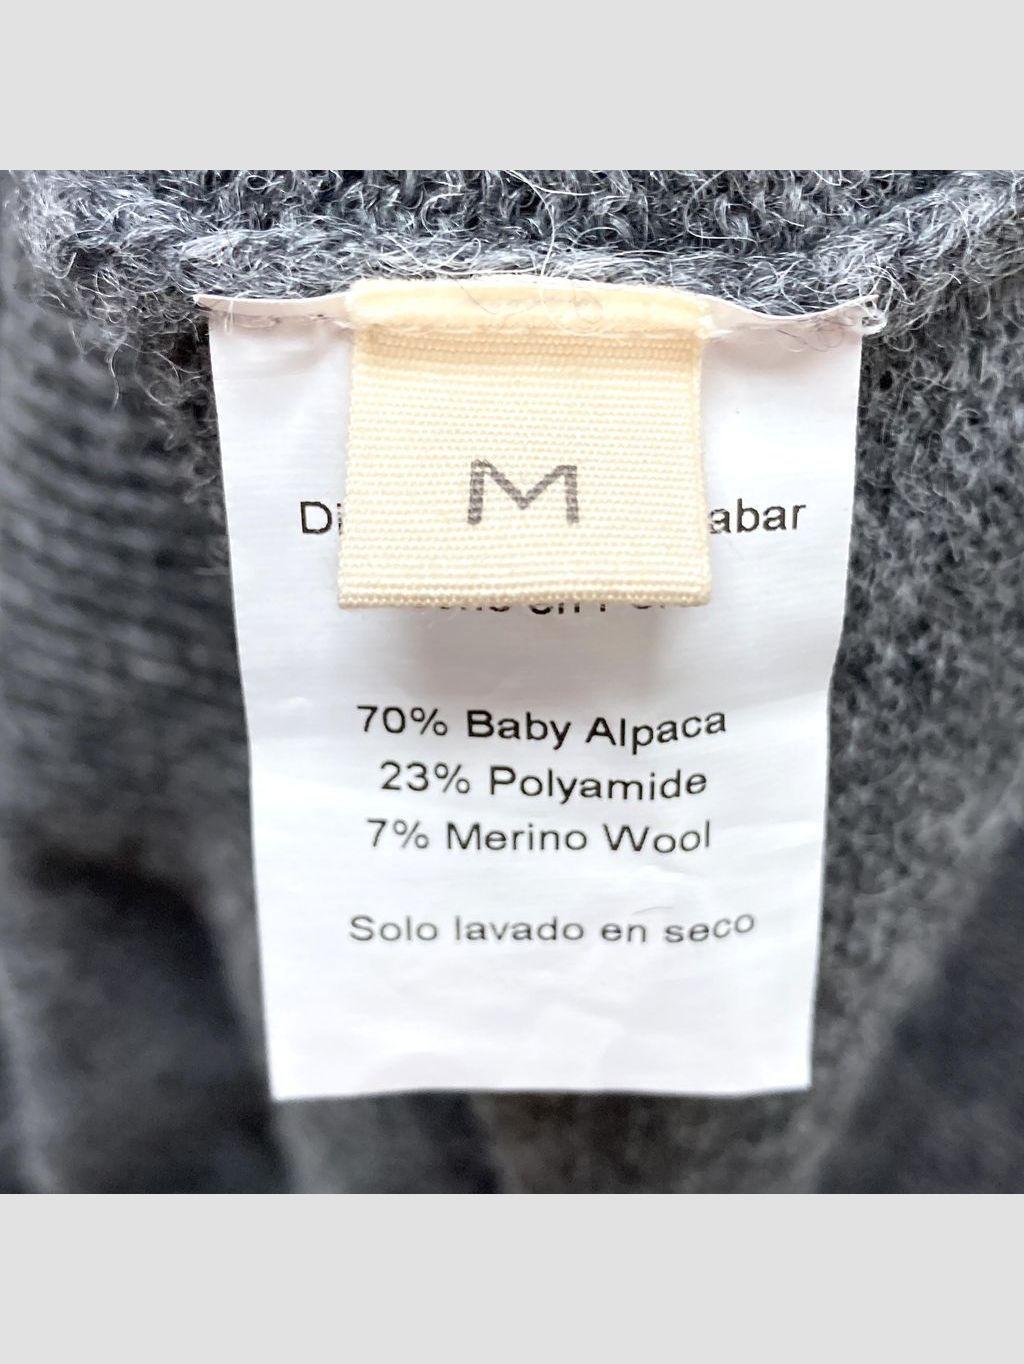 M
70% Baby Alpaca
23% Polyamide
7% Merino Wool
Solo lavado en seco